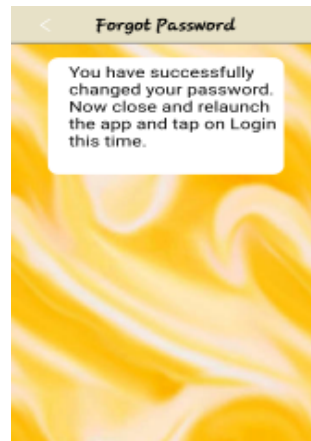 Forgot Password
You have successfully
changed your password.
Now close and relaunch
the app and tap on Login
this time.